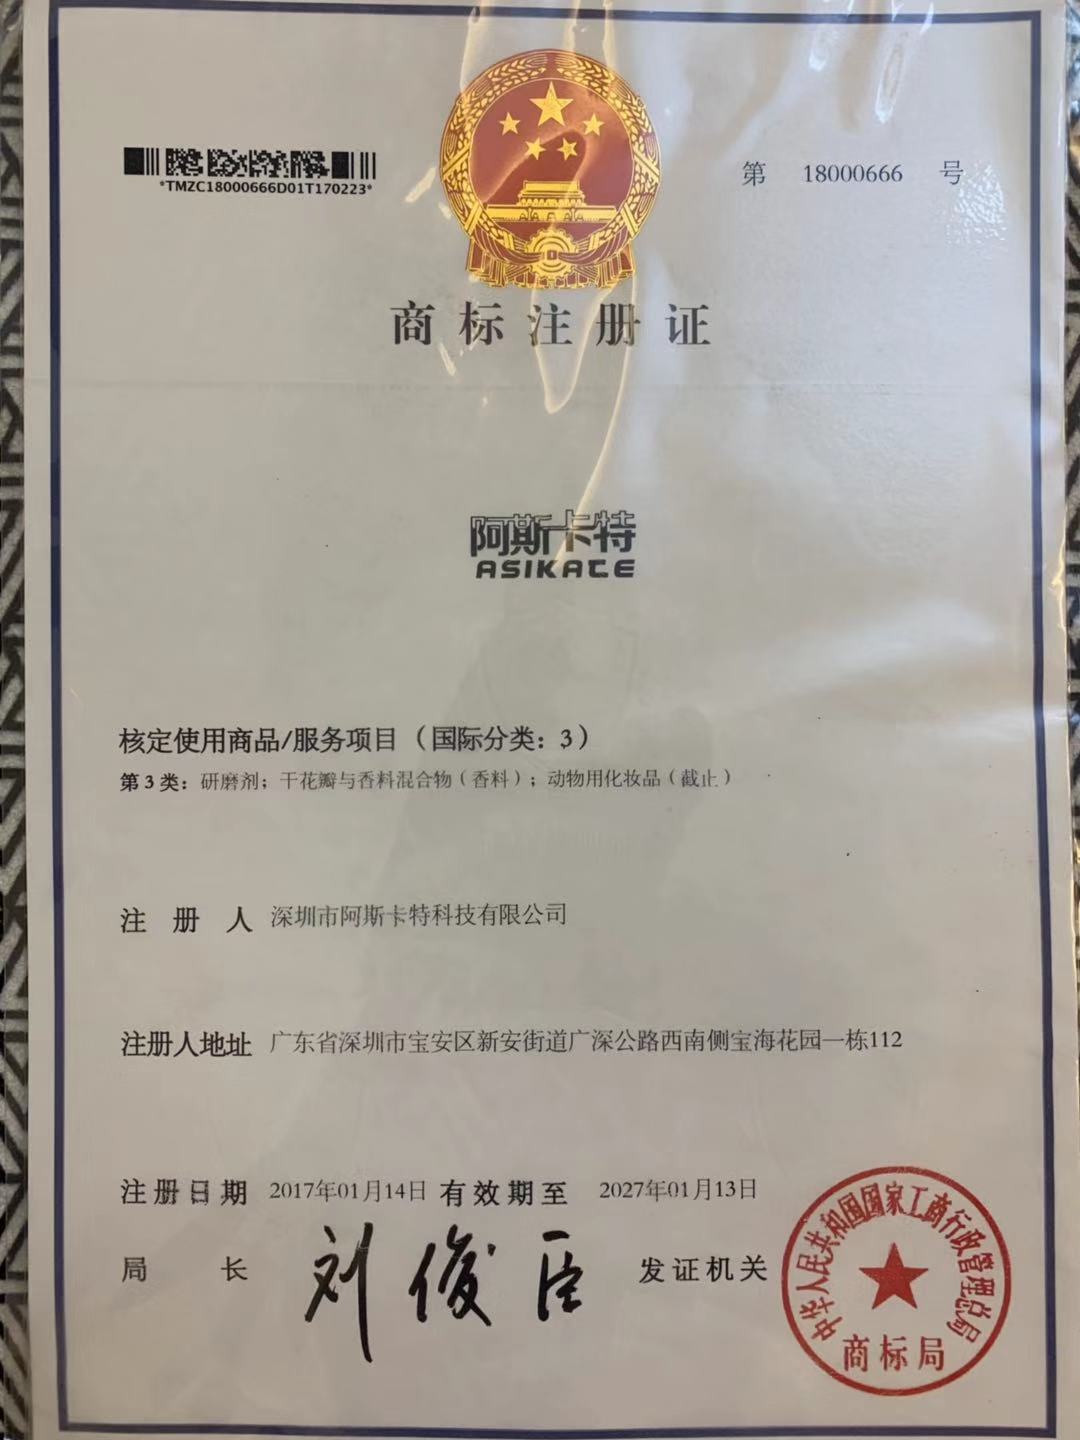 *TMZC18000666D01T170223*
第 18000666 号
商标注册证
阿斯卡特
ASIKATE
核定使用商品/服务项目（国际分类：3）
第 3 类：研磨剂；干花瓣与香料混合物（香料）；动物用化妆品（截止）
注册人 深圳市阿斯卡特科技有限公司
注册人地址 广东省深圳市宝安区新安街道广深公路西南侧宝海花园一栋112
注册日期 2017年01月14日 有效期至 2027年01月13日
局长 刘俊臣 发证机关
中华人民共和国国家工商行政管理总局
商标局